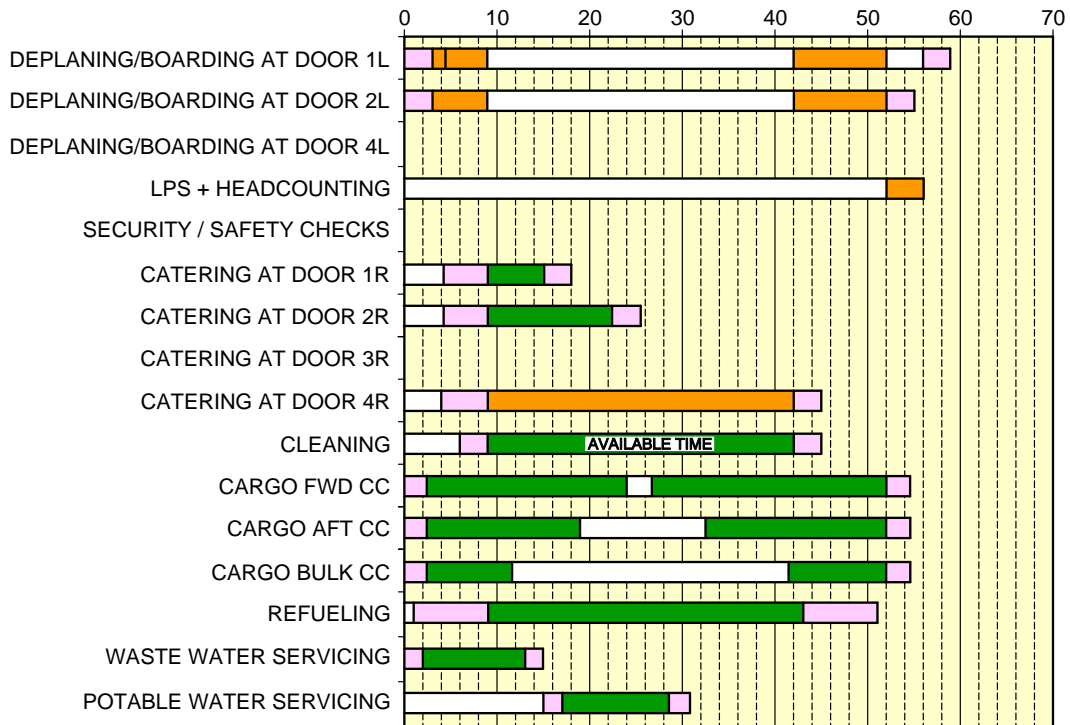 0 10 20 30 40 50 60 70
DEPLANING/BOARDING AT DOOR 1L
DEPLANING/BOARDING AT DOOR 2L
DEPLANING/BOARDING AT DOOR 4L
LPS + HEADCOUNTING
SECURITY / SAFETY CHECKS
CATERING AT DOOR 1R
CATERING AT DOOR 2R
CATERING AT DOOR 3R
CATERING AT DOOR 4R
CLEANING
AVAILABLE TIME
CARGO FWD CC
CARGO AFT CC
CARGO BULK CC
REFUELING
WASTE WATER SERVICING
POTABLE WATER SERVICING